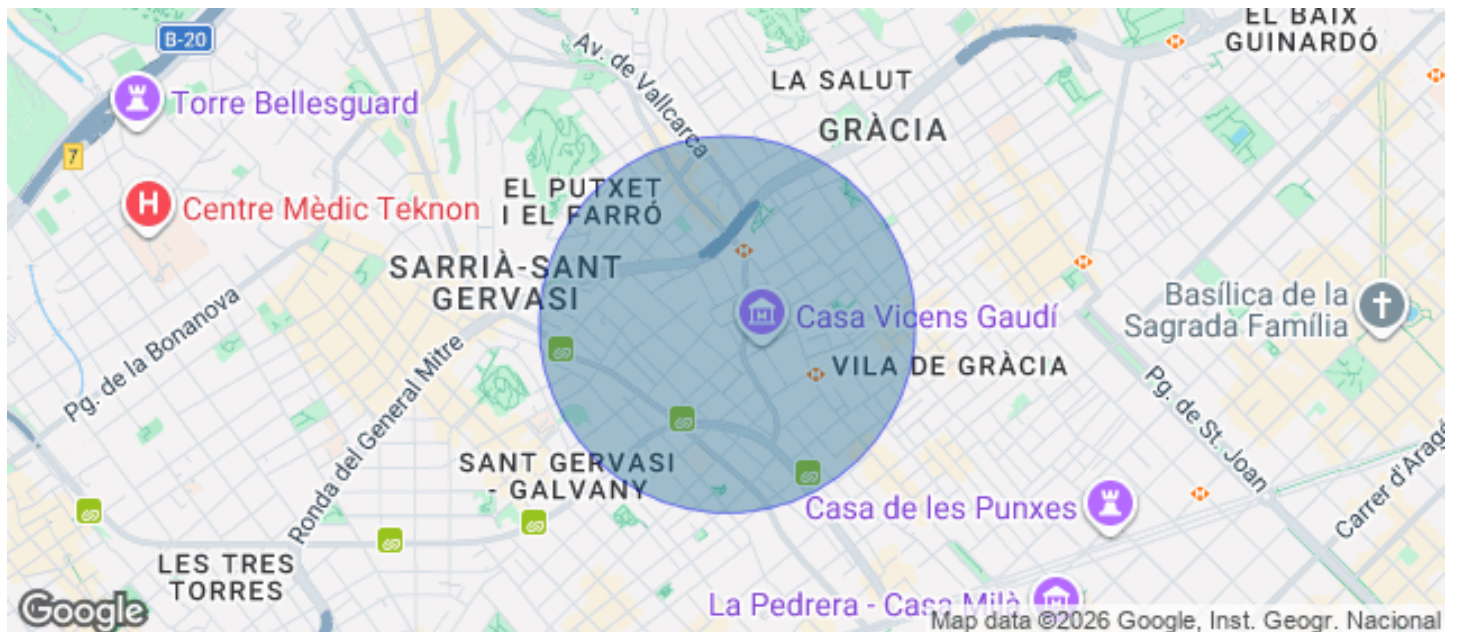 EL BAIX
GUINARDÓ
B-20
Av. de Vallcarca
LA SALUT
Torre Bellesguard
GRÀCIA
7
EL PUTXET
I EL FARRÓ
H
Centre Mèdic Teknon
SARRIÀ-SANT
GERVASI
Basílica de la
Sagrada Família
Casa Vicens Gaudí
Pg. de la Bonanova
Ronda del General Mitre
VILA DE GRÀCIA
Pg. de St. Joan
SANT GERVASI
- GALVANY
Carrer d'Aragó
Casa de les Punxes
LES TRES
TORRES
La Pedrera - Casa Milà
Google
Map data ©2026 Google, Inst. Geogr. Nacional